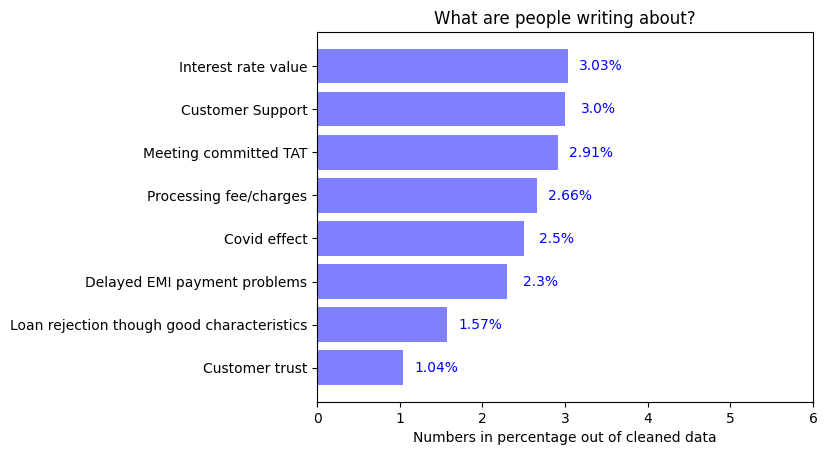 What are people writing about?
Interest rate value 3.03%
Customer Support 3.0%
Meeting committed TAT 2.91%
Processing fee/charges 2.66%
Covid effect 2.5%
Delayed EMI payment problems 2.3%
Loan rejection though good characteristics 1.57%
Customer trust 1.04%
0 1 2 3 4 5 6
Numbers in percentage out of cleaned data